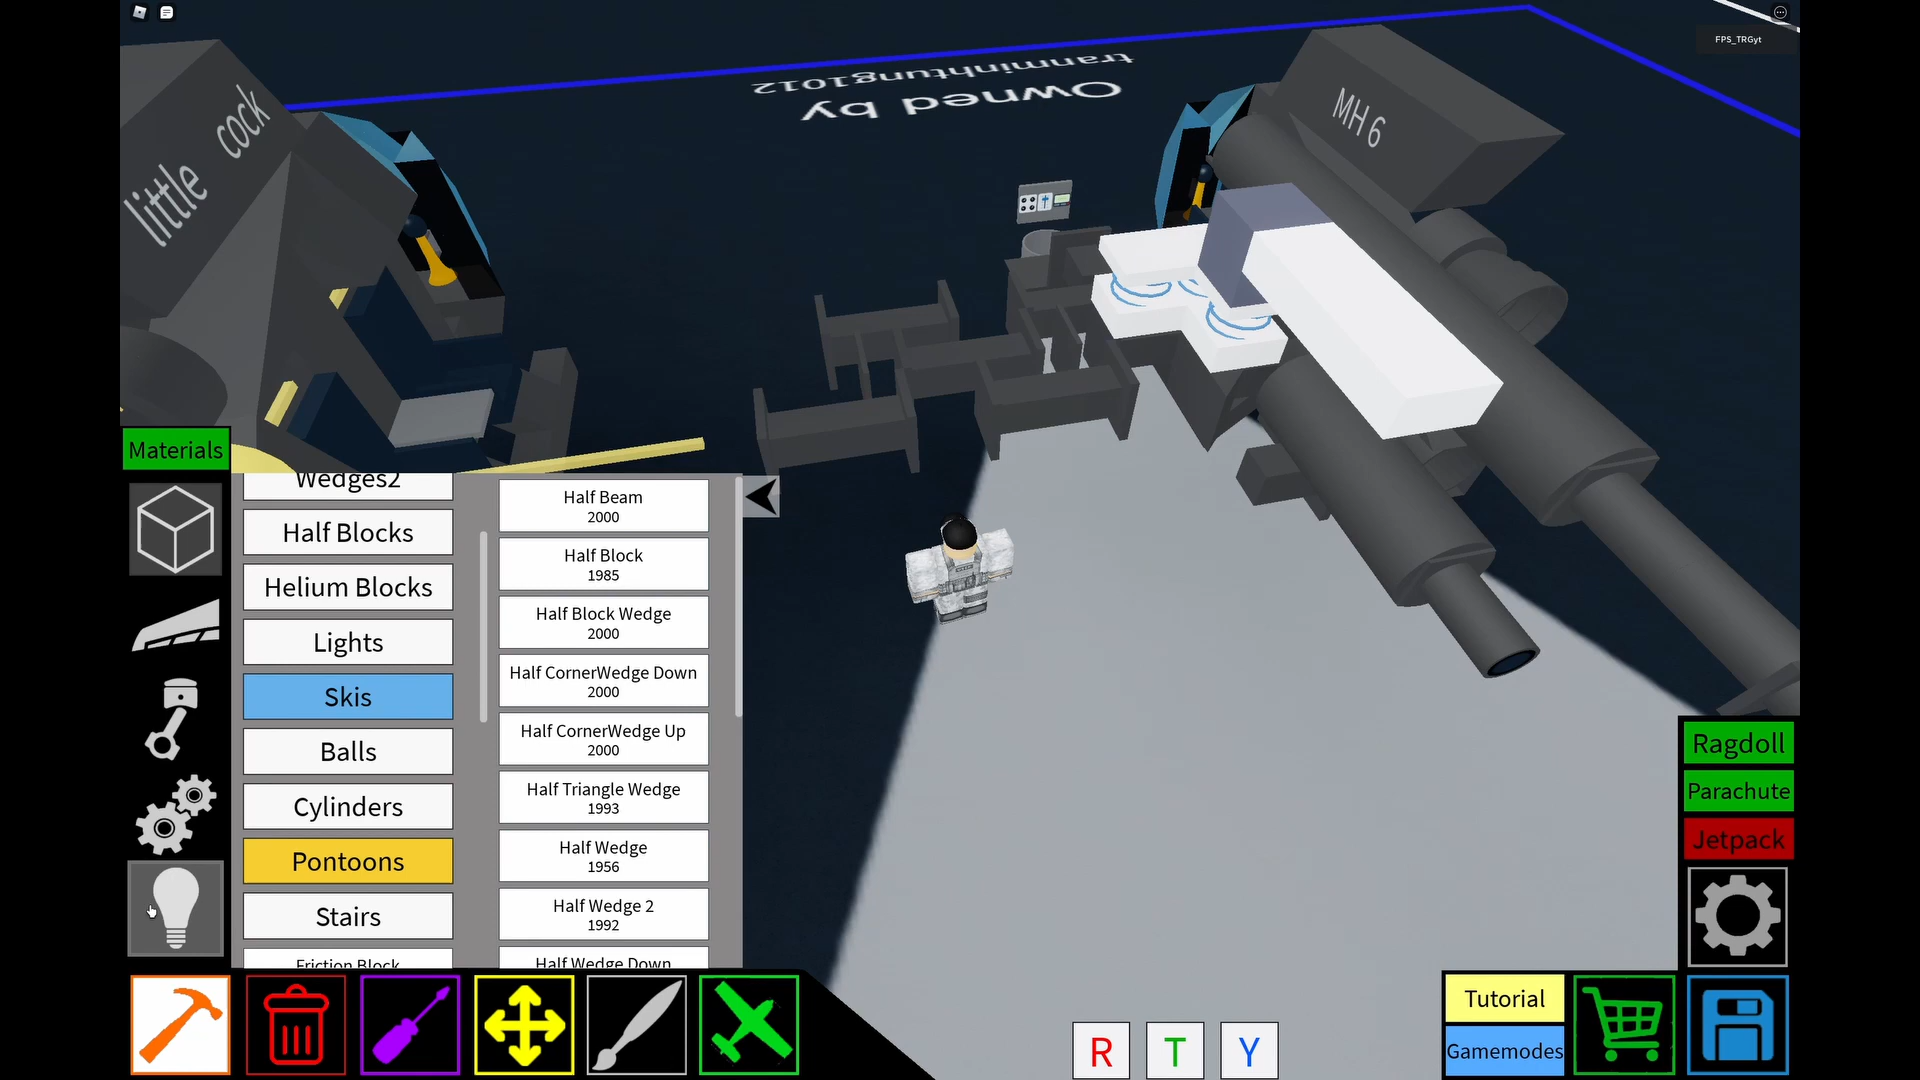 FPS_TRGyt
Owned by
tranminhtung1012
little cock
MH 6
Materials
Wedges2
Half Blocks
Helium Blocks
Lights
Skis
Balls
Cylinders
Pontoons
Stairs
Friction Block
Half Beam
2000
Half Block
1985
Half Block Wedge
2000
Half CornerWedge Down
2000
Half CornerWedge Up
2000
Half Triangle Wedge
1993
Half Wedge
1956
Half Wedge 2
1992
Half Wedge Down
Ragdoll
Parachute
Jetpack
Tutorial
Gamemodes
R T Y